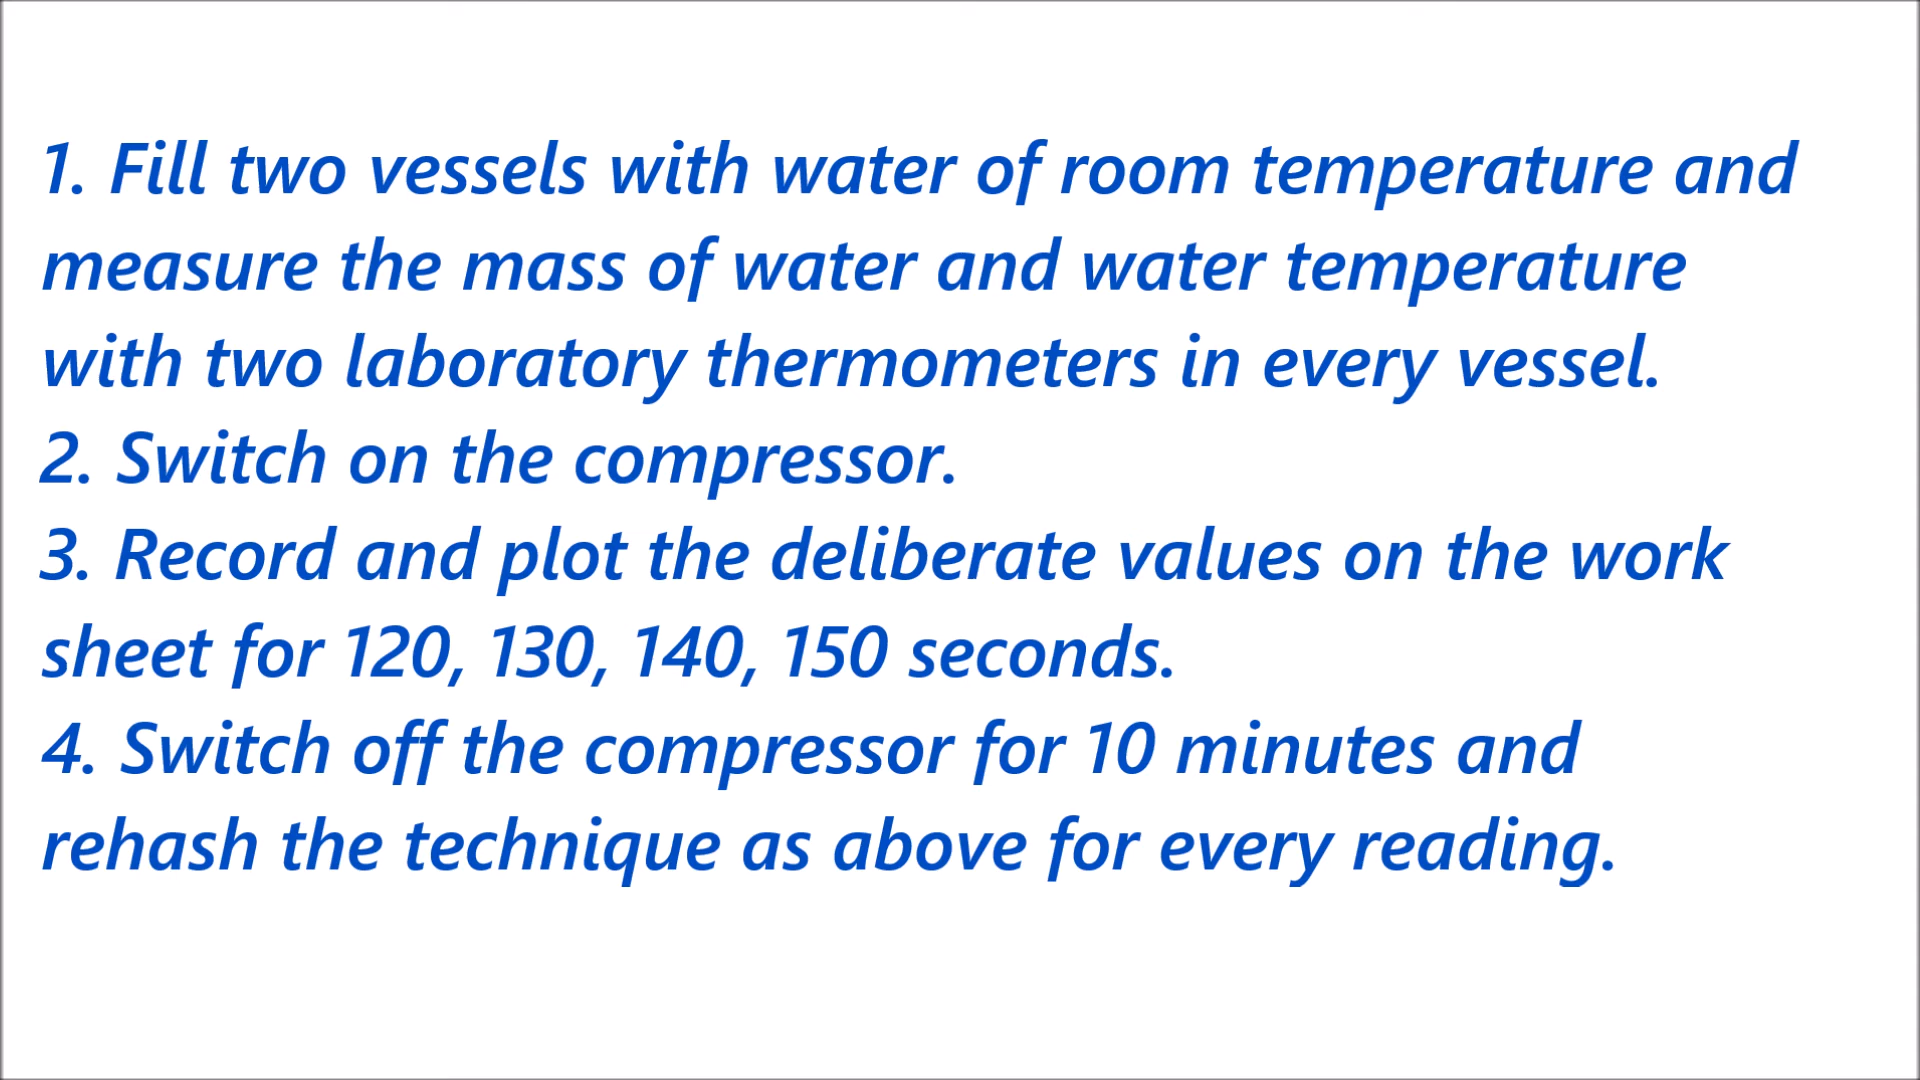 1. Fill two vessels with water of room temperature and
measure the mass of water and water temperature
with two laboratory thermometers in every vessel.
2. Switch on the compressor.
3. Record and plot the deliberate values on the work
sheet for 120, 130, 140, 150 seconds.
4. Switch off the compressor for 10 minutes and
rehash the technique as above for every reading.